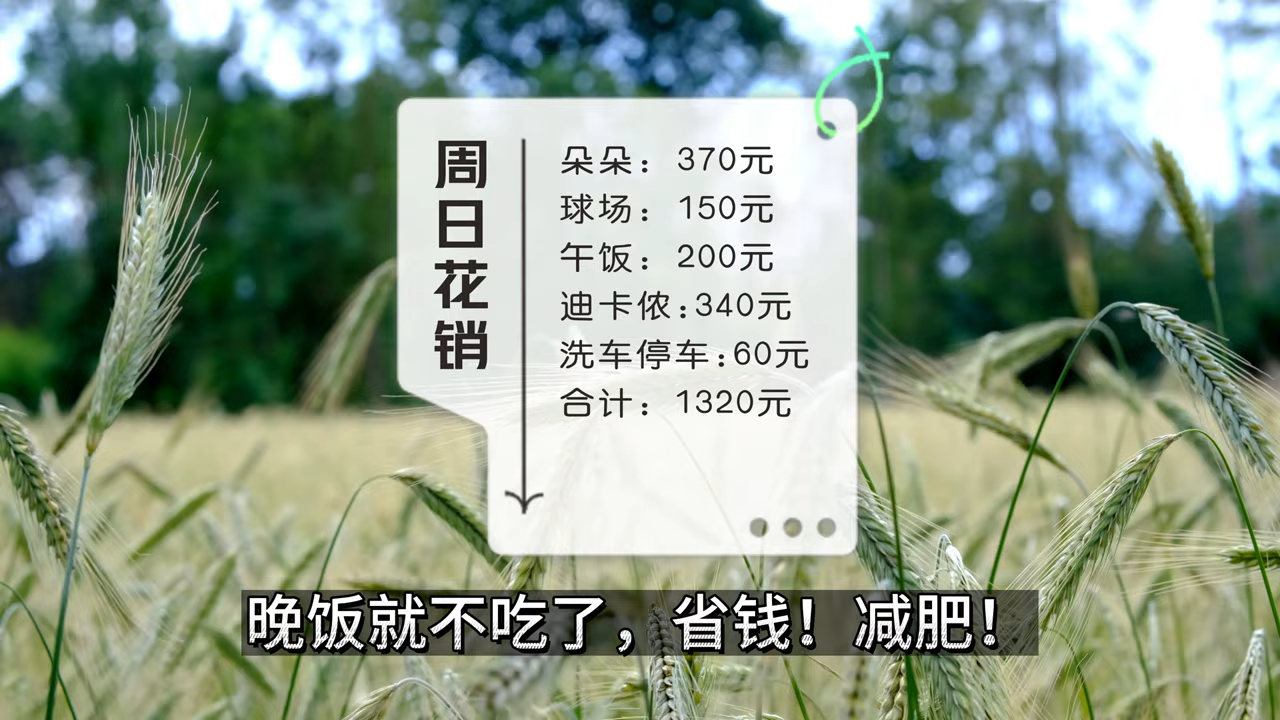 周日花销
朵朵：370元
球场：150元
午饭：200元
迪卡侬:340元
洗车停车:60元
合计：1320元
晚饭就不吃了，省钱！减肥！